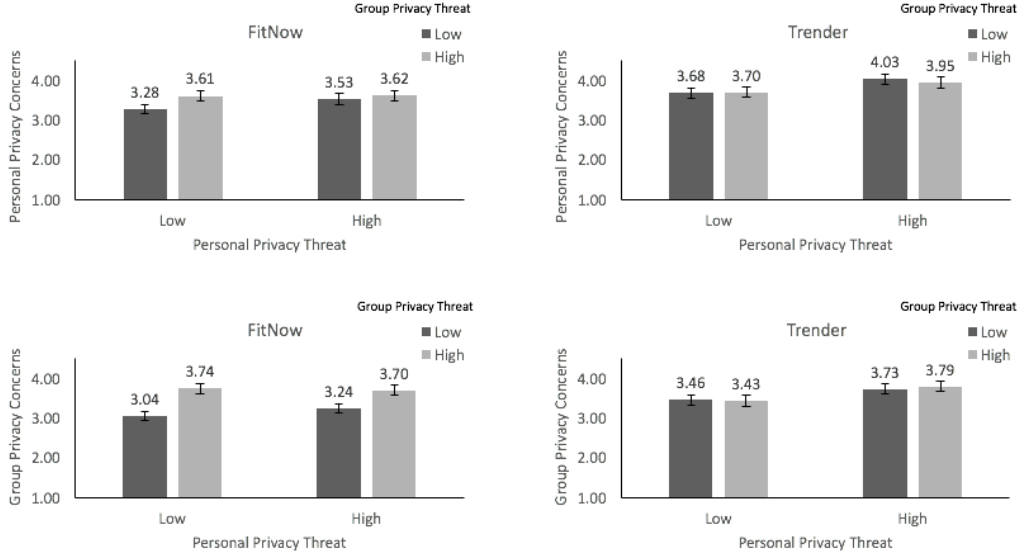 Group Privacy Threat
FitNow
Low
High
Personal Privacy Concerns
4.00
3.00
2.00
1.00
3.28
3.61
3.53
3.62
Low
High
Personal Privacy Threat
Group Privacy Threat
Trender
Low
High
Personal Privacy Concerns
4.00
3.00
2.00
1.00
3.68
3.70
4.03
3.95
Low
High
Personal Privacy Threat
Group Privacy Threat
FitNow
Low
High
Group Privacy Concerns
4.00
3.00
2.00
1.00
3.04
3.74
3.24
3.70
Low
High
Personal Privacy Threat
Group Privacy Threat
Trender
Low
High
Group Privacy Concerns
4.00
3.00
2.00
1.00
3.46
3.43
3.73
3.79
Low
High
Personal Privacy Threat